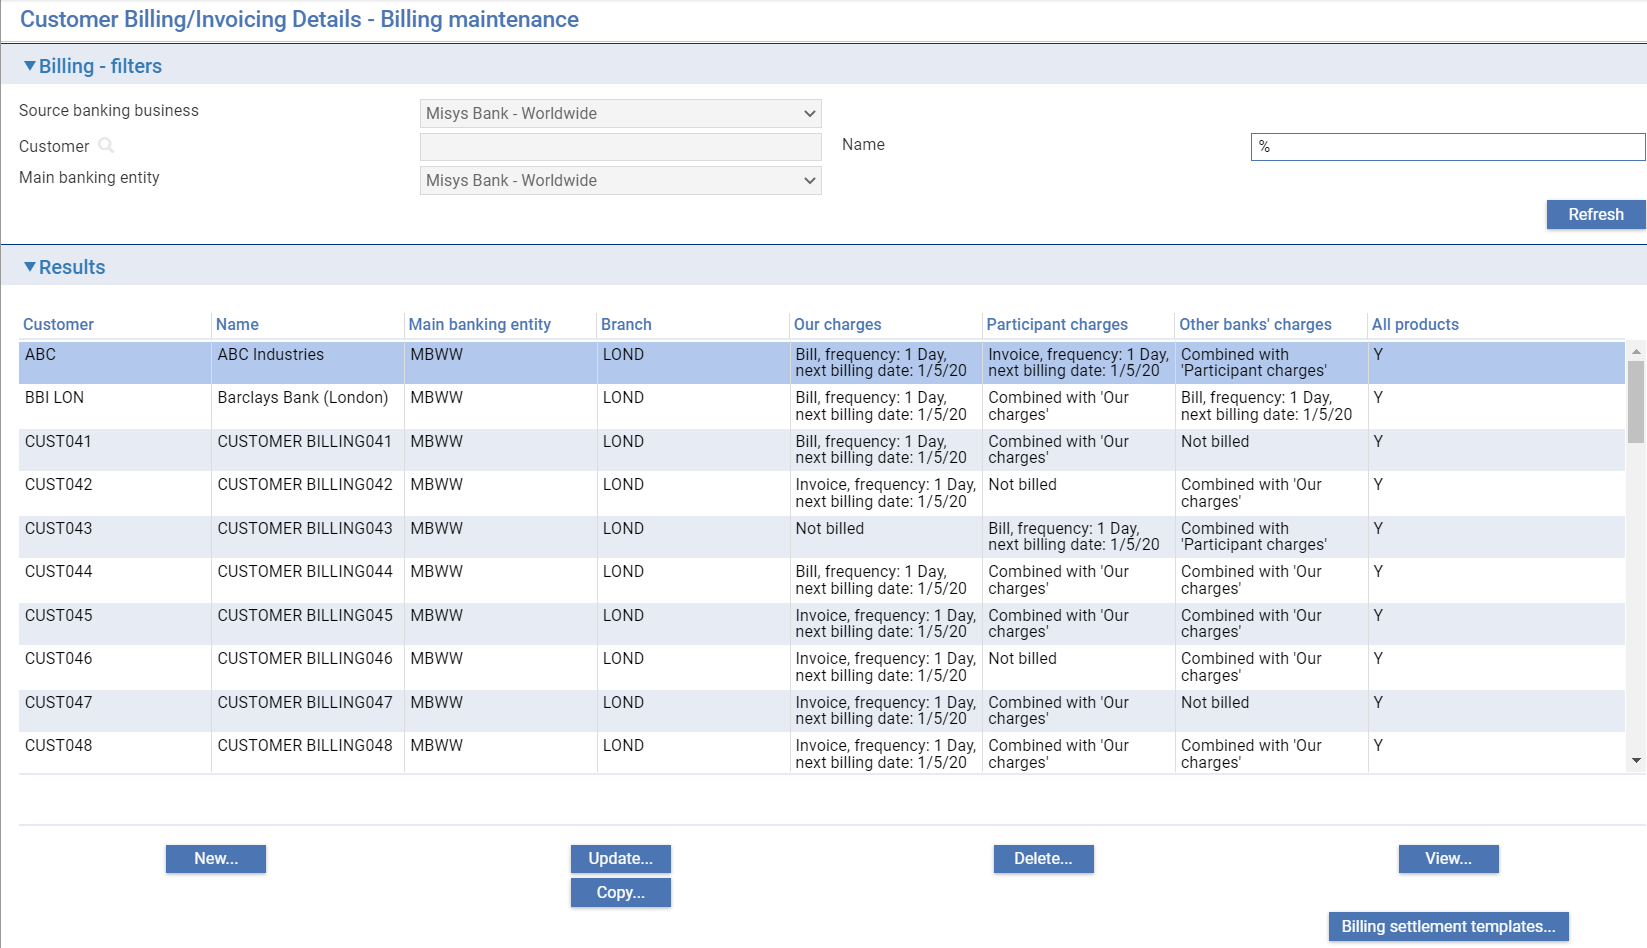 Customer Billing/Invoicing Details - Billing maintenance
Billing - filters
Source banking business
Misys Bank - Worldwide
Customer
Name
%
Main banking entity
Misys Bank - Worldwide
Refresh
Results
Customer Name Main banking entity Branch Our charges Participant charges Other banks' charges All products
ABC ABC Industries MBWW LOND Bill, frequency: 1 Day, Invoice, frequency: 1 Day, Combined with Y
next billing date: 1/5/20 next billing date: 1/5/20 'Participant charges'
BBI LON Barclays Bank (London) MBWW LOND Bill, frequency: 1 Day, Combined with 'Our Bill, frequency: 1 Day, Y
next billing date: 1/5/20 charges' next billing date: 1/5/20
CUST041 CUSTOMER BILLING041 MBWW LOND Bill, frequency: 1 Day, Combined with 'Our Not billed Y
next billing date: 1/5/20 charges'
CUST042 CUSTOMER BILLING042 MBWW LOND Invoice, frequency: 1 Day, Not billed Combined with 'Our Y
next billing date: 1/5/20 charges'
CUST043 CUSTOMER BILLING043 MBWW LOND Not billed Bill, frequency: 1 Day, Combined with Y
next billing date: 1/5/20 'Participant charges'
CUST044 CUSTOMER BILLING044 MBWW LOND Bill, frequency: 1 Day, Combined with 'Our Combined with 'Our Y
next billing date: 1/5/20 charges' charges'
CUST045 CUSTOMER BILLING045 MBWW LOND Invoice, frequency: 1 Day, Combined with 'Our Combined with 'Our Y
next billing date: 1/5/20 charges' charges'
CUST046 CUSTOMER BILLING046 MBWW LOND Invoice, frequency: 1 Day, Not billed Combined with 'Our Y
next billing date: 1/5/20 charges'
CUST047 CUSTOMER BILLING047 MBWW LOND Invoice, frequency: 1 Day, Combined with 'Our Not billed Y
next billing date: 1/5/20 charges'
CUST048 CUSTOMER BILLING048 MBWW LOND Invoice, frequency: 1 Day, Combined with 'Our Combined with 'Our Y
next billing date: 1/5/20 charges' charges'
New... Update... Delete... View...
Copy...
Billing settlement templates...